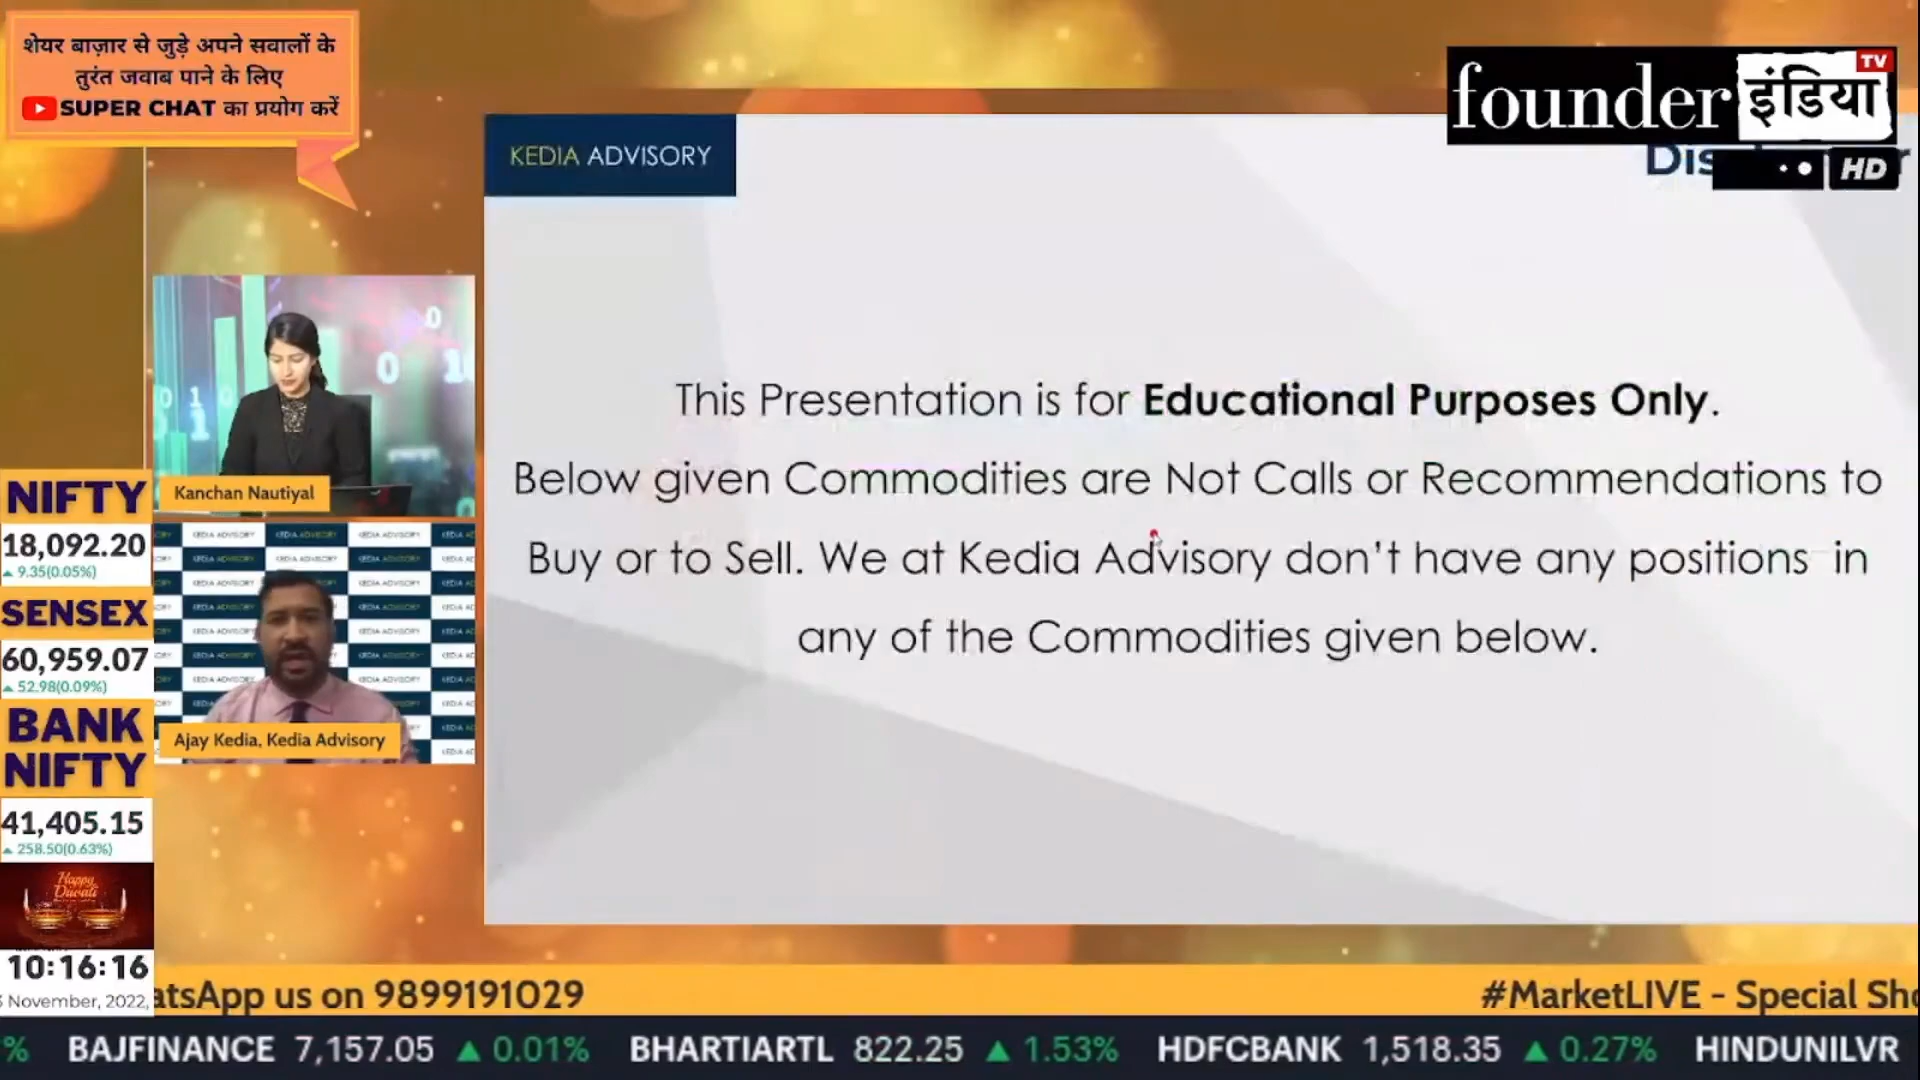 शेयर बाज़ार से जुड़े अपने सवालों के
तुरंत जवाब पाने के लिए
SUPER CHAT का प्रयोग करें
founder इंडिया TV
HD
KEDIA ADVISORY
This Presentation is for Educational Purposes Only.
Below given Commodities are Not Calls or Recommendations to
Buy or to Sell. We at Kedia Advisory don't have any positions in
any of the Commodities given below.
Kanchan Nautiyal
Ajay Kedia, Kedia Advisory
NIFTY
18,092.20
9.35(0.05%)
SENSEX
60,959.07
52.98(0.09%)
BANK
NIFTY
41,405.15
258.50(0.63%)
Happy
Diwali
10:16:16
November, 2022,
atsApp us on 9899191029
#MarketLIVE - Special Sho
% BAJFINANCE 7,157.05 ▲ 0.01% BHARTIARTL 822.25 ▲ 1.53% HDFCBANK 1,518.35 ▲ 0.27% HINDUNILVR